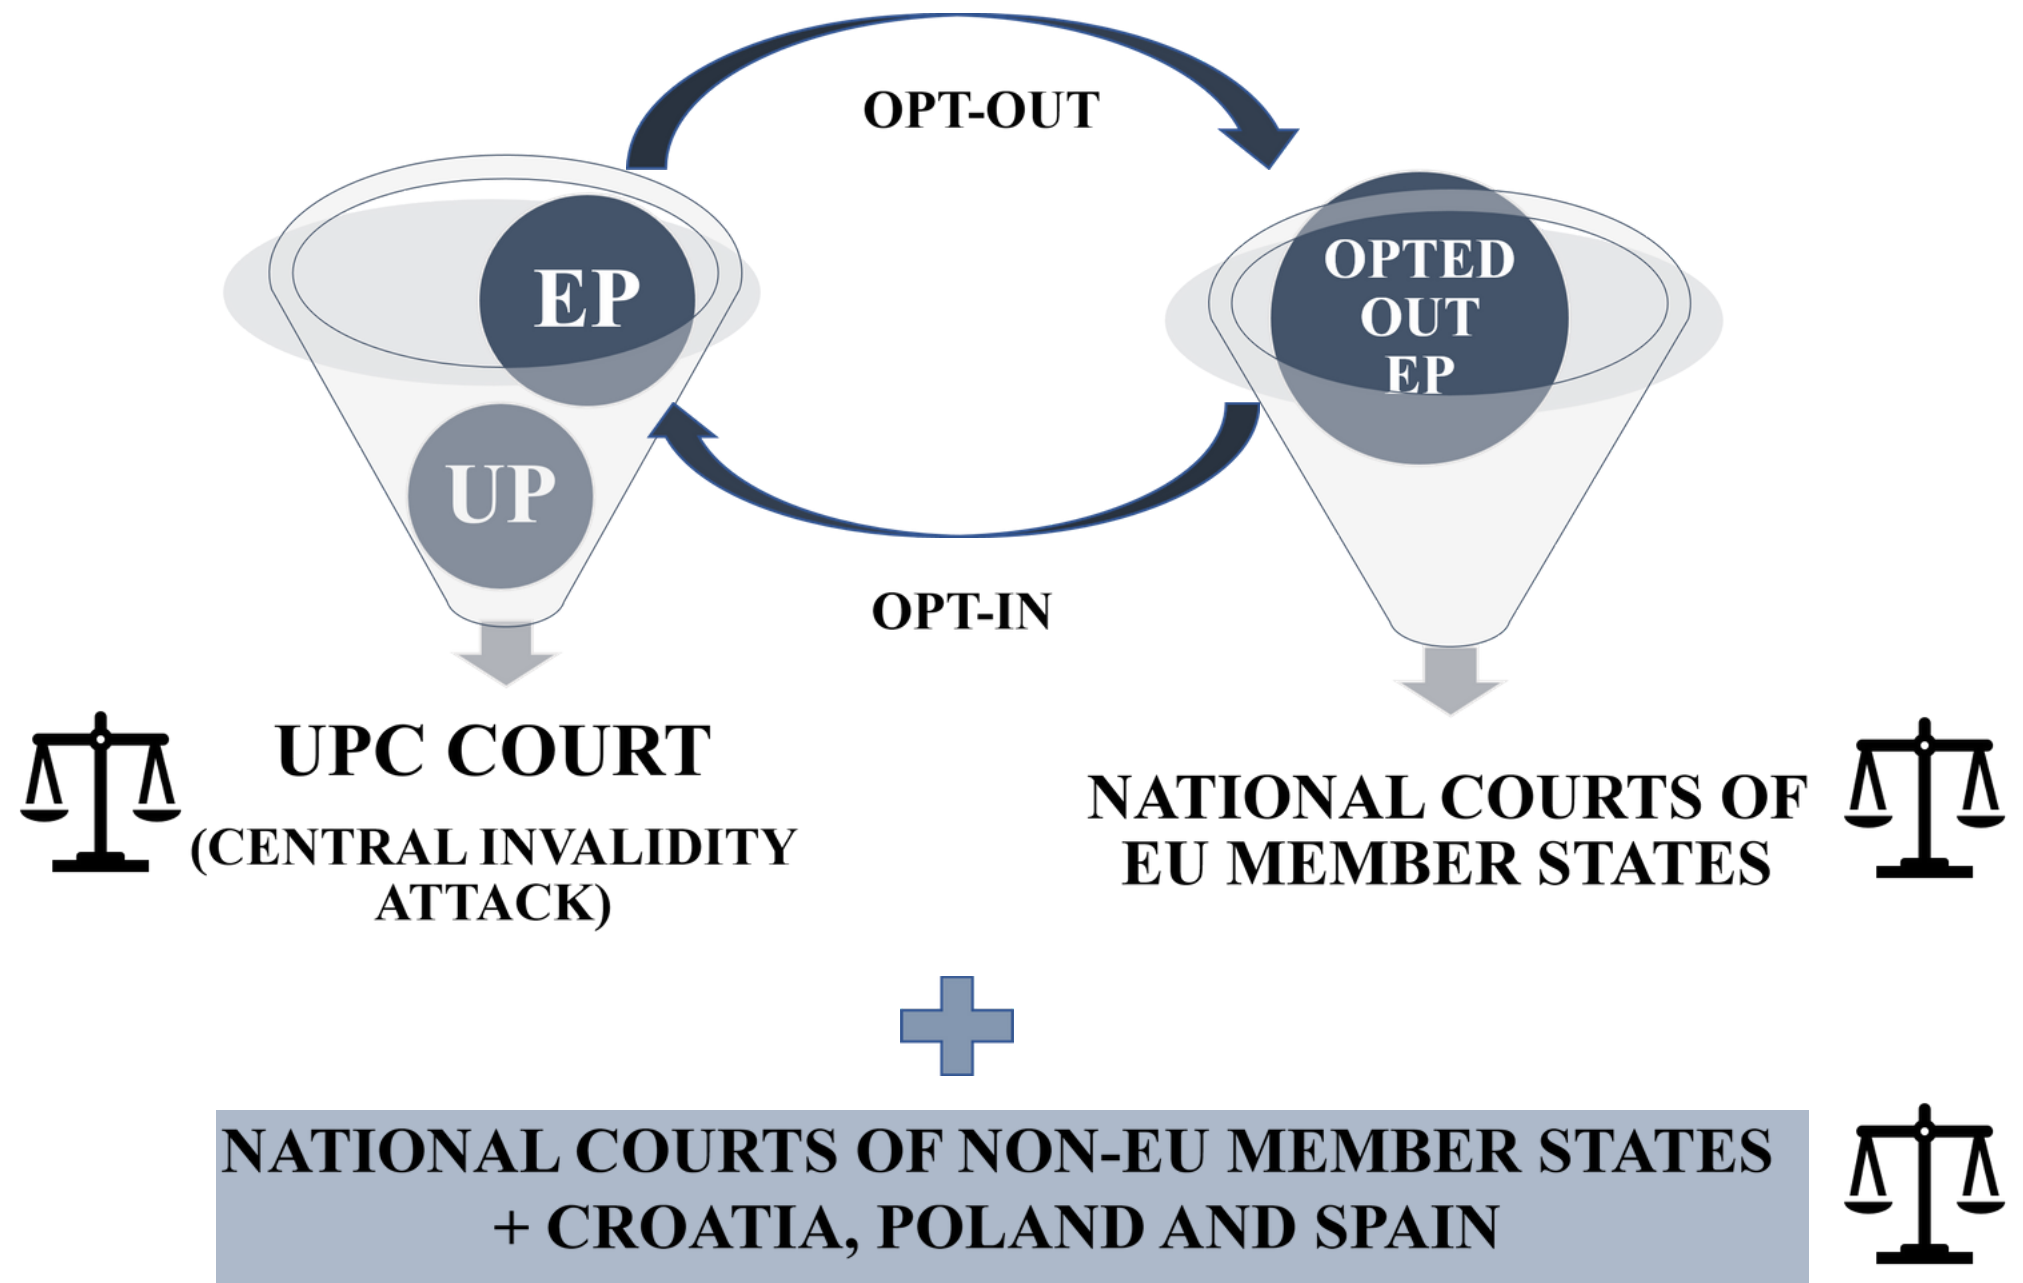 OPT-OUT
EP
UP
OPTED
OUT
EP
OPT-IN
UPC COURT
(CENTRAL INVALIDITY
ATTACK)
NATIONAL COURTS OF
EU MEMBER STATES
NATIONAL COURTS OF NON-EU MEMBER STATES
+ CROATIA, POLAND AND SPAIN